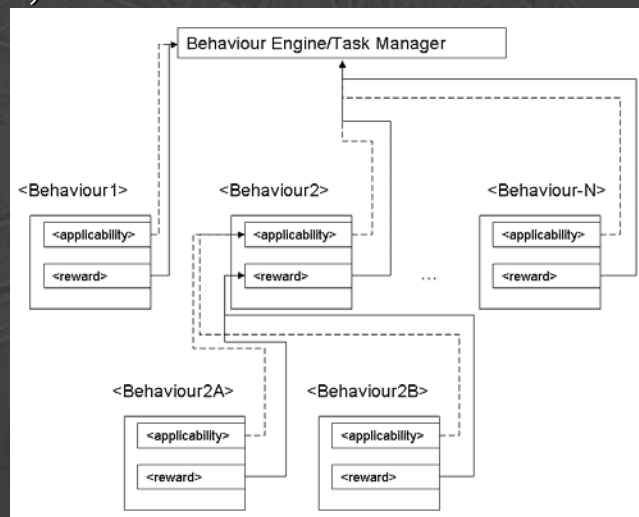 )
Behaviour Engine/Task Manager
<Behaviour1>
<Behaviour2>
<Behaviour-N>
<applicability>
<applicability>
<applicability>
<reward>
<reward>
...
<reward>
<Behaviour2A>
<Behaviour2B>
<applicability>
<applicability>
<reward>
<reward>